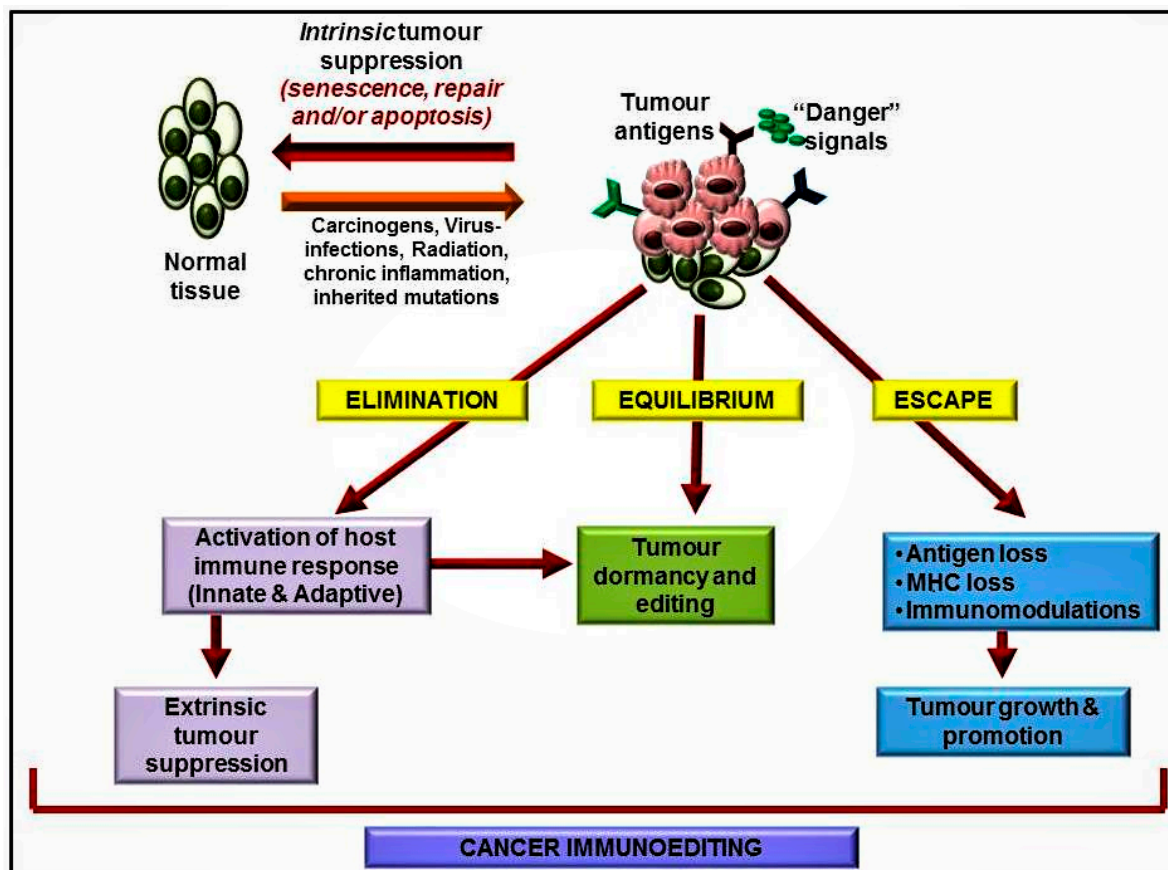 Intrinsic tumour
suppression
(senescence, repair
and/or apoptosis)
Tumour
antigens
“Danger”
signals
Carcinogens, Virus-
infections, Radiation,
chronic inflammation,
inherited mutations
Normal
tissue
ELIMINATION
EQUILIBRIUM
ESCAPE
Activation of host
immune response
(Innate & Adaptive)
Tumour
dormancy and
editing
•Antigen loss
•MHC loss
•Immunomodulations
Extrinsic
tumour
suppression
Tumour growth &
promotion
CANCER IMMUNOEDITING